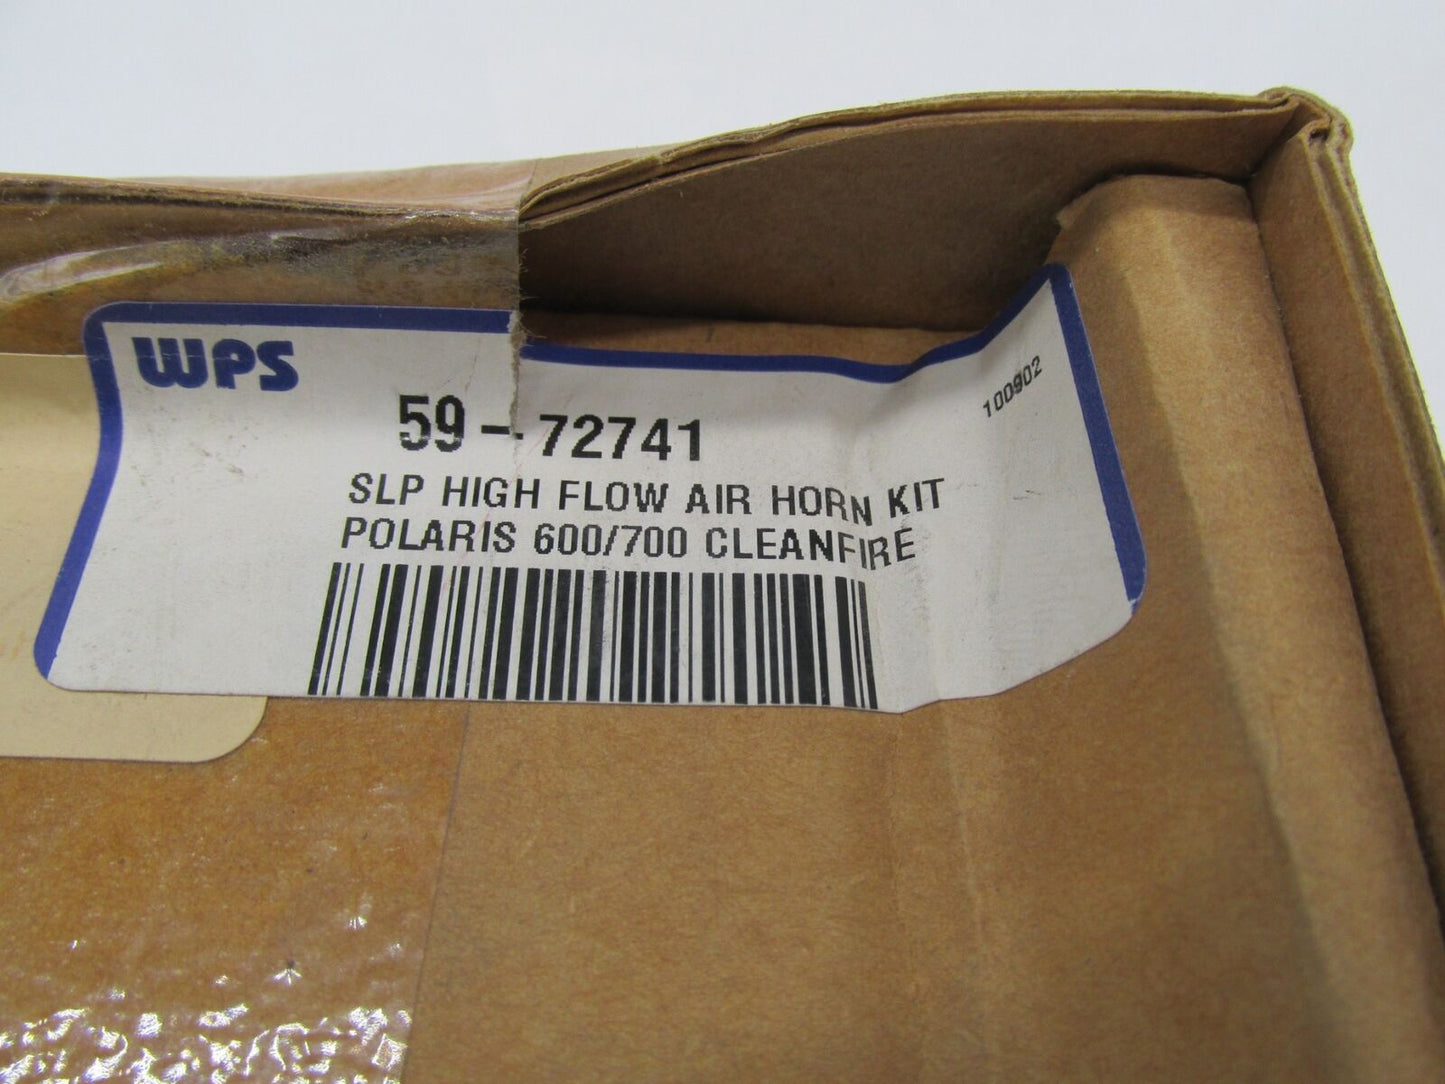 WPS
59-72741
100902
SLP HIGH FLOW AIR HORN KIT
POLARIS 600/700 CLEANFIRE